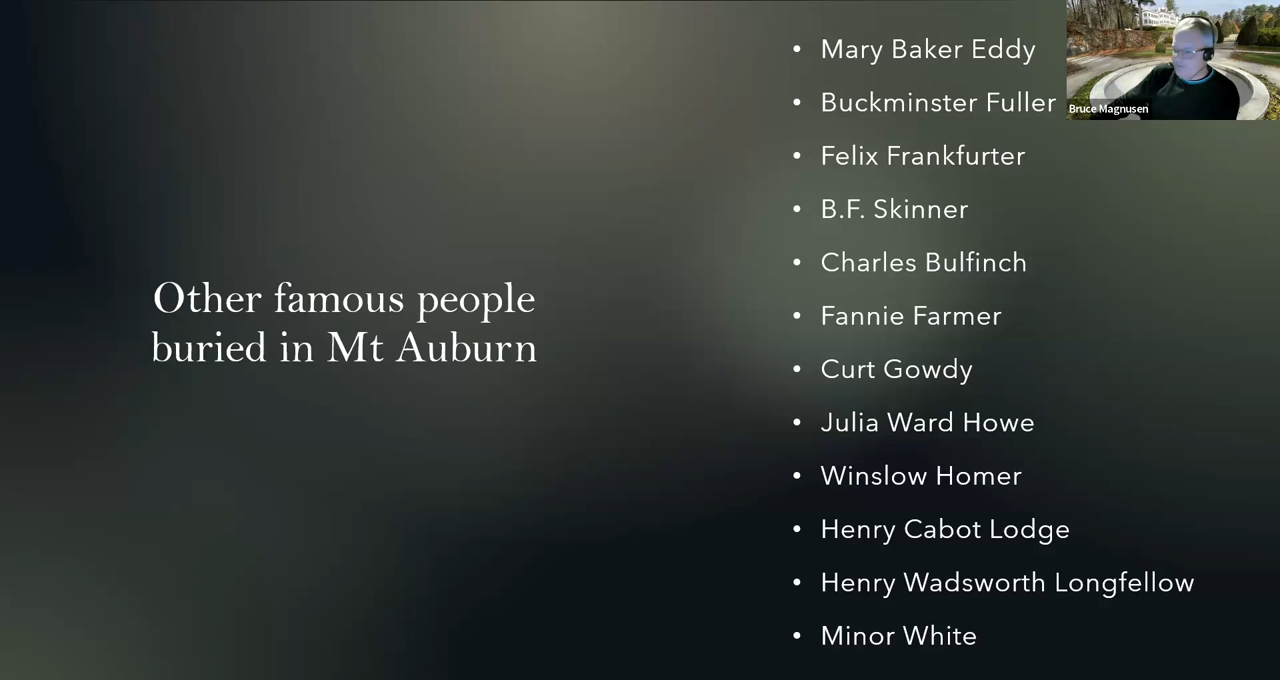 Other famous people
buried in Mt Auburn
• Mary Baker Eddy
• Buckminster Fuller
• Felix Frankfurter
• B.F. Skinner
• Charles Bulfinch
• Fannie Farmer
• Curt Gowdy
• Julia Ward Howe
• Winslow Homer
• Henry Cabot Lodge
• Henry Wadsworth Longfellow
• Minor White
Bruce Magnusen